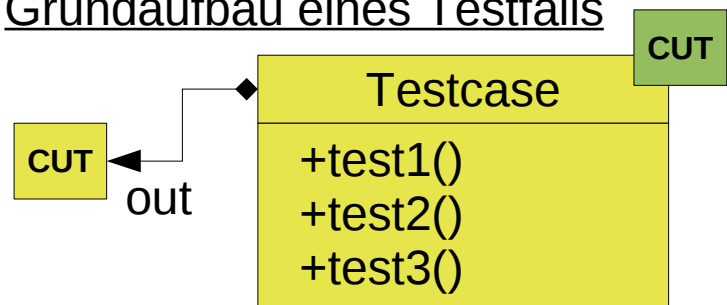 Grundaufbau eines Testfalls
CUT
Testcase
CUT
out
+test1()
+test2()
+test3()